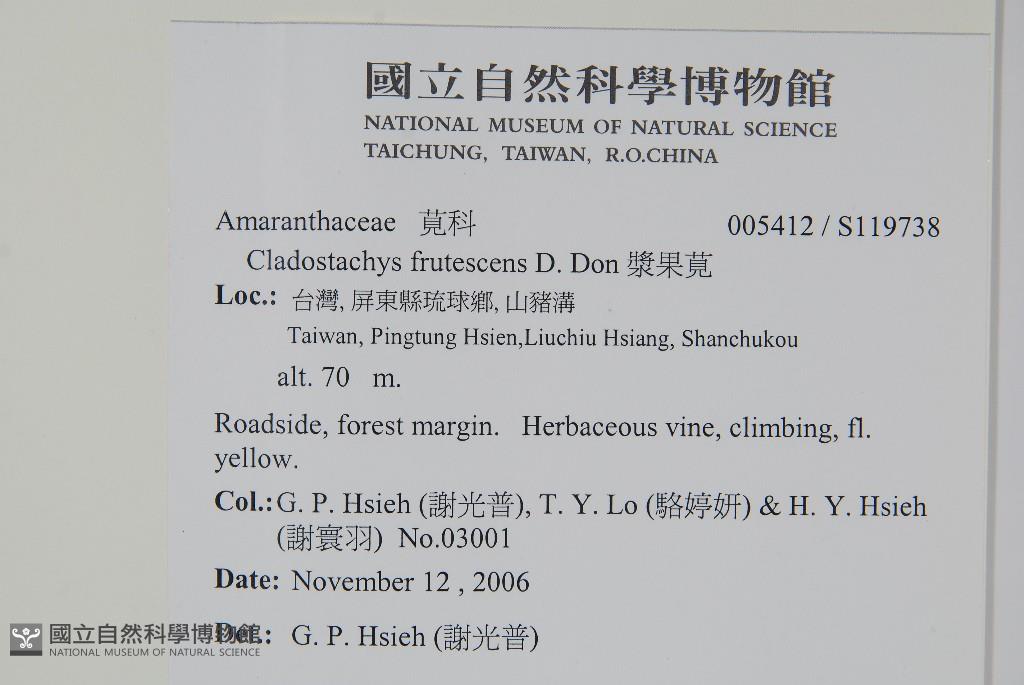 國立自然科學博物館
NATIONAL MUSEUM OF NATURAL SCIENCE
TAICHUNG, TAIWAN, R.O.CHINA
Amaranthaceae 莧科 005412 / S119738
Cladostachys frutescens D. Don 漿果莧
Loc.: 台灣, 屏東縣琉球鄉, 山豬溝
Taiwan, Pingtung Hsien,Liuchiu Hsiang, Shanchukou
alt. 70 m.
Roadside, forest margin. Herbaceous vine, climbing, fl.
yellow.
Col.: G. P. Hsieh (謝光普), T. Y. Lo (駱婷妍) & H. Y. Hsieh
(謝寰羽) No.03001
Date: November 12 , 2006
Det.: G. P. Hsieh (謝光普)
國立自然科學博物館
NATIONAL MUSEUM OF NATURAL SCIENCE